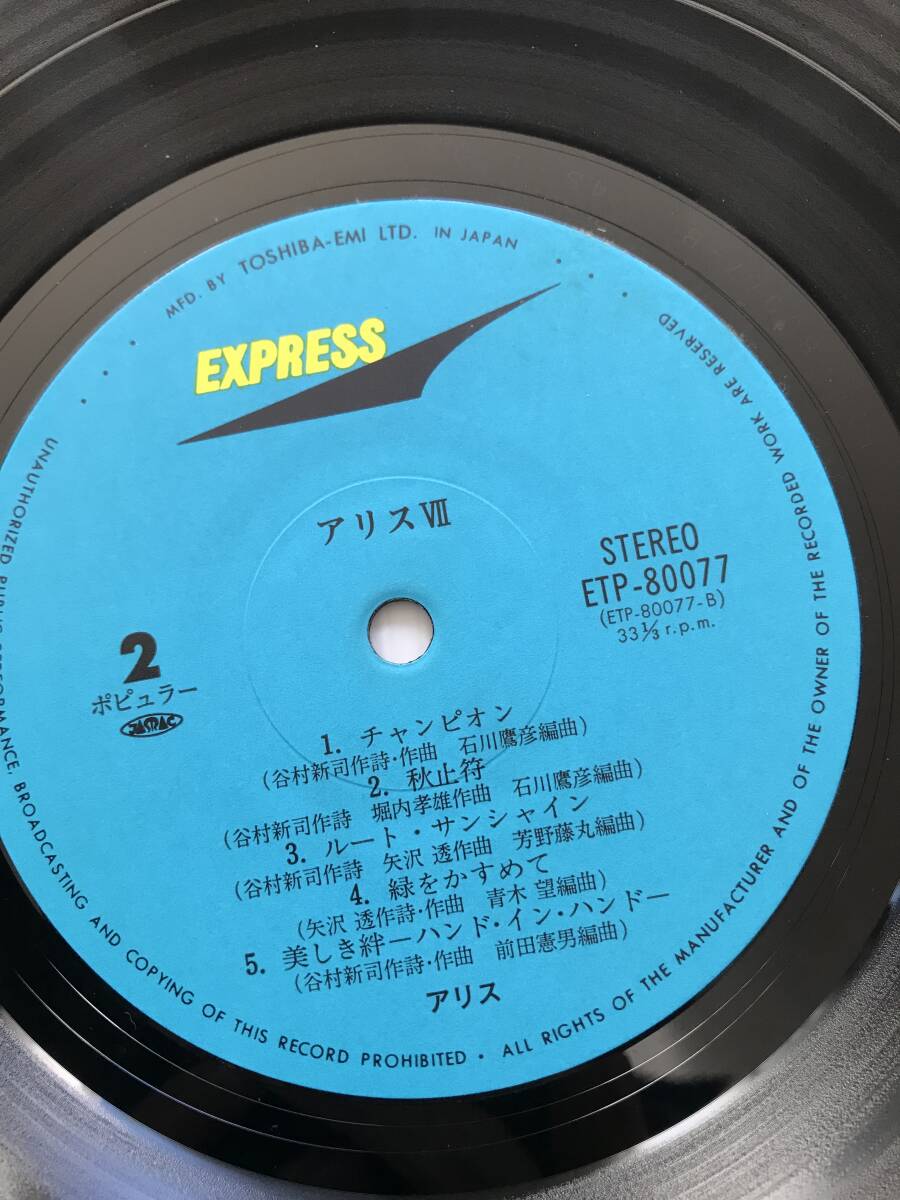 MFD. BY TOSHIBA-EMI LTD. IN JAPAN
EXPRESS
アリスⅦ
STEREO
ETP-80077
(ETP-80077-B)
33⅓ r.p.m.
2
ポピュラー
JASRAC
1. チャンピオン
(谷村新司作詩・作曲 石川鷹彦編曲)
2. 秋止符
(谷村新司作詩 堀内孝雄作曲 石川鷹彦編曲)
3. ルート・サンシャイン
(谷村新司作詩 矢沢 透作曲 芳野藤丸編曲)
4. 緑をかすめて
(矢沢 透作詩・作曲 青木 望編曲)
5. 美しき絆ーハンド・イン・ハンドー
(谷村新司作詩・作曲 前田憲男編曲)
アリス
UNAUTHORIZED PUBLIC PERFORMANCE, BROADCASTING AND COPYING OF THIS RECORD PROHIBITED • ALL RIGHTS OF THE MANUFACTURER AND OF THE OWNER OF THE RECORDED WORK ARE RESERVED